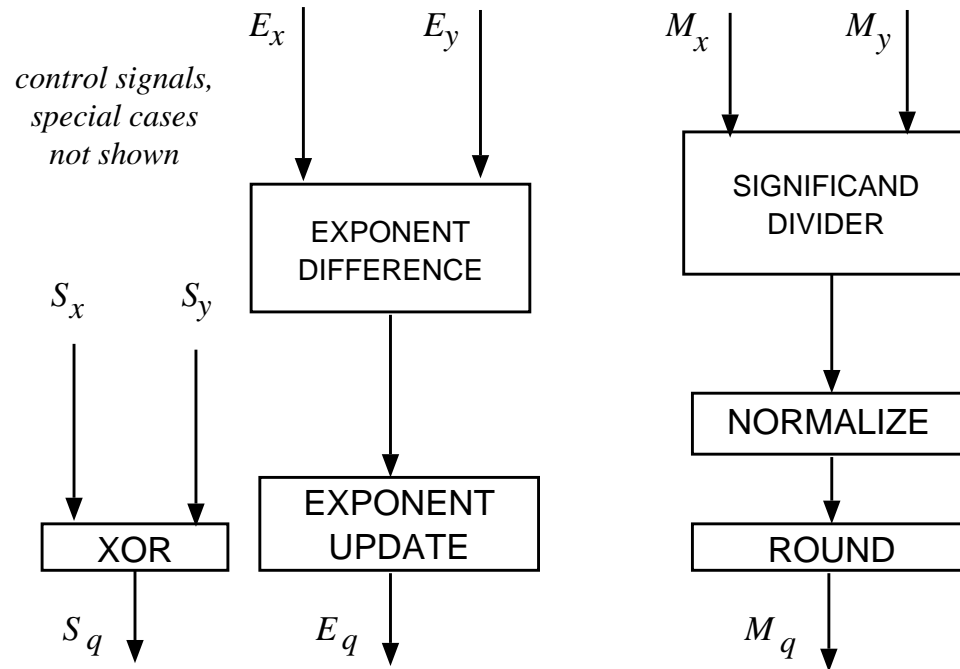 E_x E_y M_x M_y
control signals,
special cases
not shown
SIGNIFICAND
DIVIDER
EXPONENT
DIFFERENCE
S_x S_y
NORMALIZE
EXPONENT
UPDATE
XOR
ROUND
S_q E_q M_q